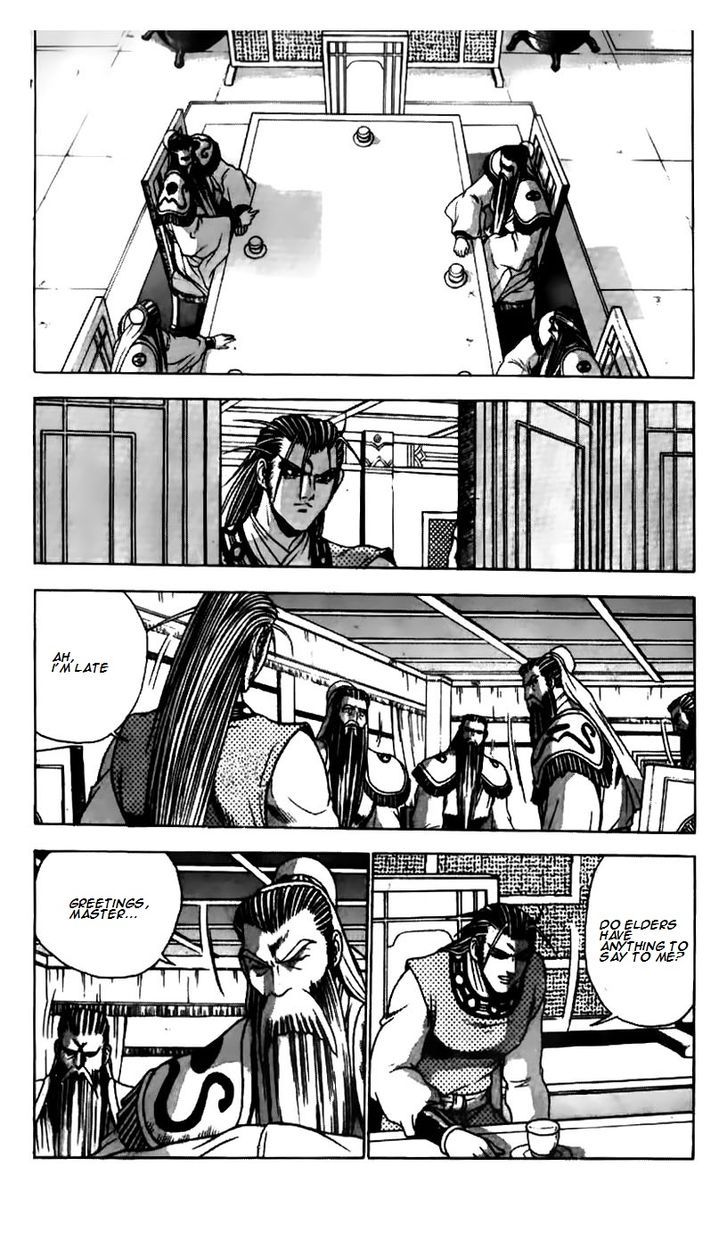 AH,
I'M LATE
GREETINGS,
MASTER...
DO ELDERS
HAVE
ANYTHING TO
SAY TO ME?